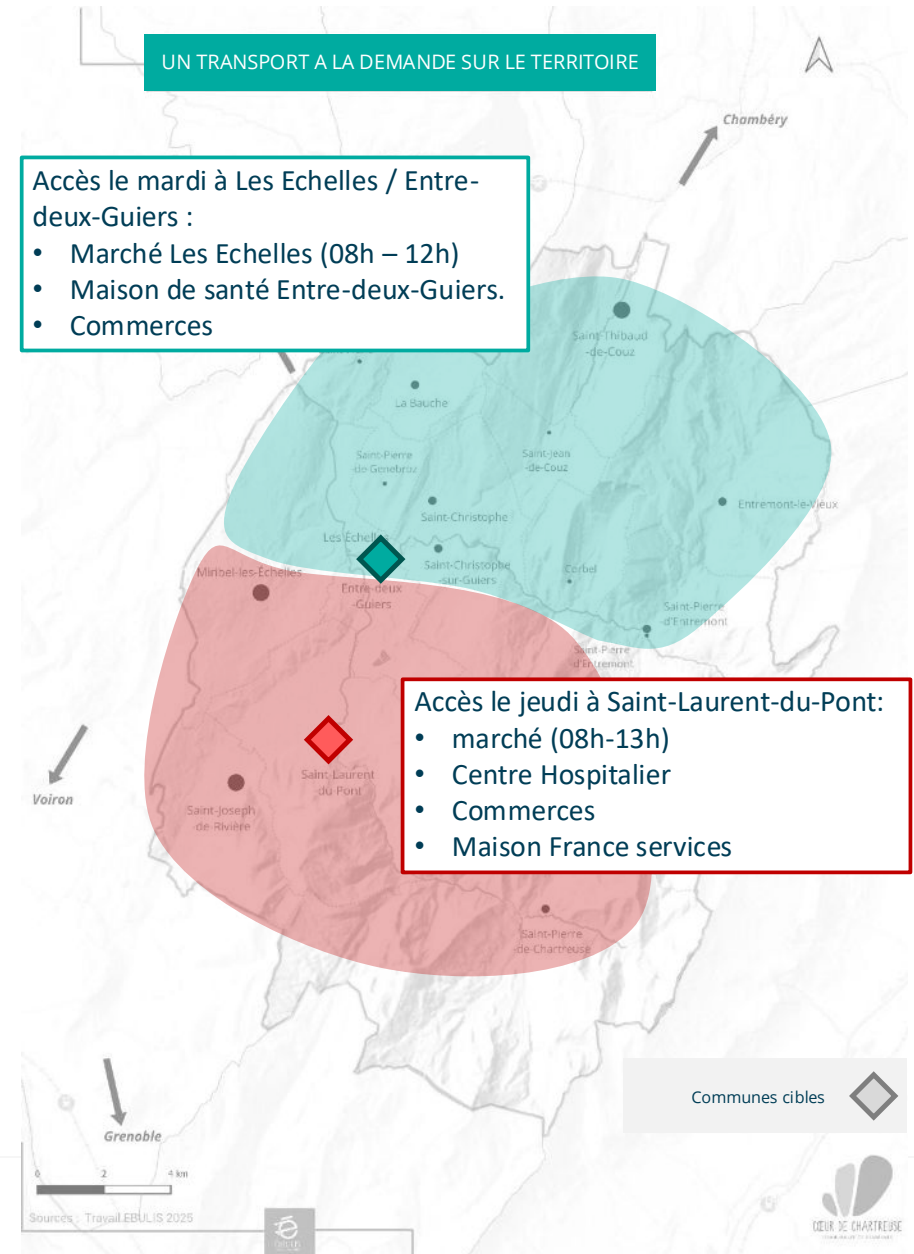 UN TRANSPORT A LA DEMANDE SUR LE TERRITOIRE
Chambéry
Accès le mardi à Les Echelles / Entre-
deux-Guiers :
• Marché Les Echelles (08h – 12h)
• Maison de santé Entre-deux-Guiers.
• Commerces
Saint-Thibaud
-de-Couz
La Bauche
Saint-Pierre
-de-Genebroz
Saint-Jean
-de-Couz
Entremont-le-Vieux
Saint-Christophe
Les Echelles
Saint-Christophe
-sur-Guiers
Corbel
Miribel-les-Échelles
Entre-deux
-Guiers
Saint-Pierre
-d'Entremont
Saint-Pierre
d'Entremont
Accès le jeudi à Saint-Laurent-du-Pont:
• marché (08h-13h)
• Centre Hospitalier
• Commerces
• Maison France services
Saint-Laurent
du-Pont
Voiron
Saint-Joseph
-de-Rivière
Saint-Pierre
-de-Chartreuse
Communes cibles
Grenoble
0 2 4 km
Sources : Travail EBULIS 2025
CŒUR DE CHARTREUSE